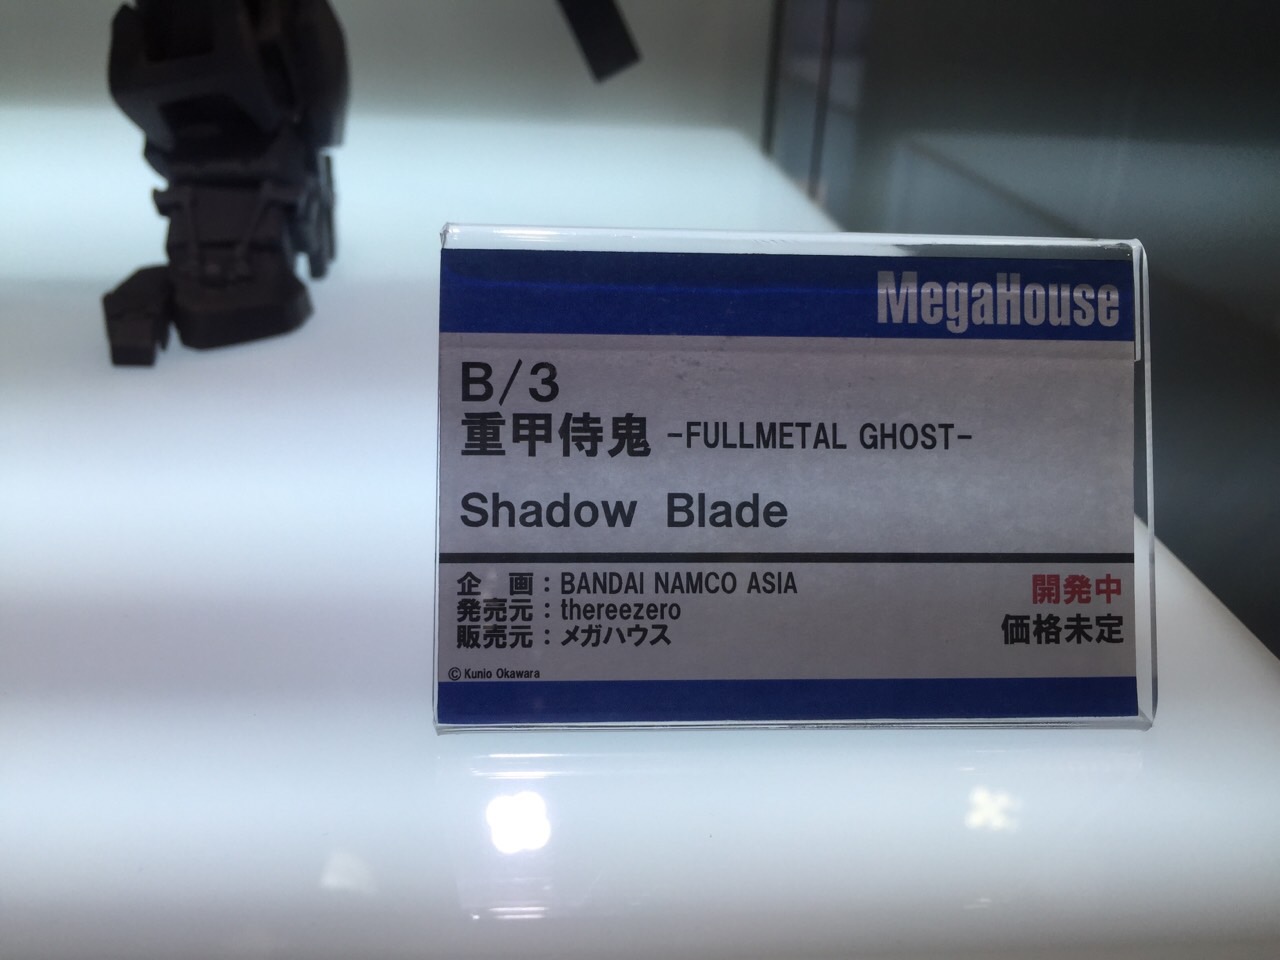 MegaHouse
B/3
重甲侍鬼 -FULLMETAL GHOST-
Shadow Blade
企　画：BANDAI NAMCO ASIA
発売元：thereezero
販売元：メガハウス
開発中
価格未定
© Kunio Okawara